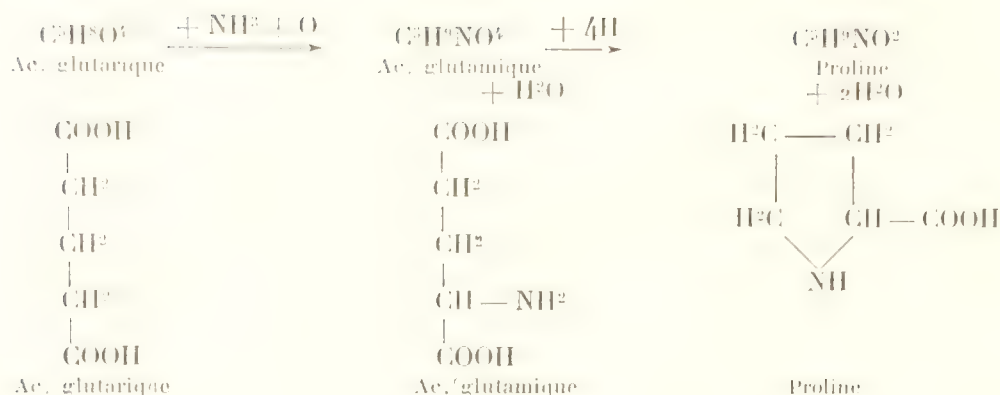 C⁵H⁸O⁴ + NH³ + O C⁵H⁹NO⁴ + 4H C⁵H⁹NO²
Ac. glutarique Ac. glutamique Proline
+ H²O + 2H²O
COOH COOH H²C — CH²
CH² CH²
H²C CH — COOH
CH² CH²
NH
CH² CH — NH²
COOH COOH
Ac. glutarique Ac. glutamique Proline